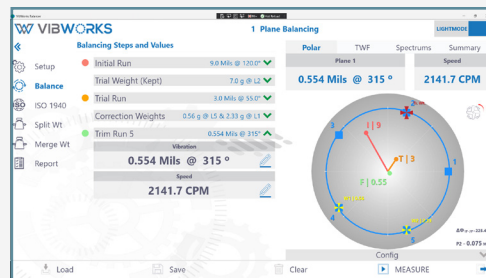 VIBWORKS
1 Plane Balancing
LIGHTMODE
«
Balancing Steps and Values
Setup
Balance
ISO 1940
Split Wt
Merge Wt
Report
Initial Run 9.0 Mils @ 120.0°
Trial Weight (Kept) 7.0 g @ L2
Trial Run 3.0 Mils @ 55.0°
Correction Weights 0.56 g @ L5 & 2.33 g @ L1
Trim Run 5 0.554 Mils @ 315°
Vibration
0.554 Mils @ 315 º
Speed
2141.7 CPM
Polar TWF Spectrums Summary
Plane 1 Speed
0.554 Mils @ 315 º 2141.7 CPM
3
I | 9
T | 3
1
F | 0.55
4
5
P2 - 0.075 
Config
Load Save Clear MEASURE